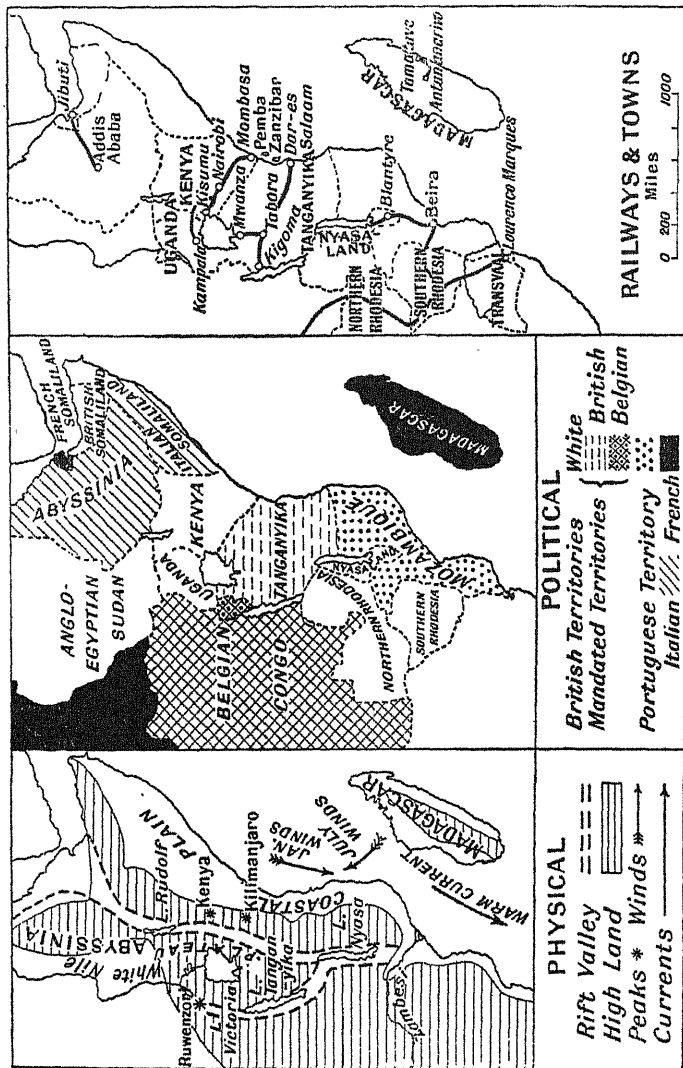 ABYSSINIA
White Nile
L. Rudolf
PLAIN
Ruwenzori
Kenya
Kilimanjaro
L.
Victoria
COASTAL
L.
Tangan-
yika
L.
Nyasa
Zambesi
JAN.
WINDS
JULY
WINDS
WARM CURRENT
MADAGASCAR
PHYSICAL
Rift Valley
High Land
Peaks * Winds
Currents
FRENCH
SOMALILAND
BRITISH
SOMALILAND
ANGLO-
EGYPTIAN
SUDAN
ABYSSINIA
ITALIAN
SOMALILAND
UGANDA
KENYA
BELGIAN
CONGO
TANGANYIKA
NYASALAND
NORTHERN RHODESIA
SOUTHERN
RHODESIA
MOZAMBIQUE
MADAGASCAR
POLITICAL
British Territories White
Mandated Territories { British
Belgian
Portuguese Territory
Italian French
Jibuti
Addis
Ababa
UGANDA
KENYA
Kampala
Kisumu
Nairobi
Mwanza
Mombasa
Pemba
Zanzibar
Tabora
Kigoma
Dar-es
Salaam
TANGANYIKA
NYASA
LAND
NORTHERN
RHODESIA
Blantyre
SOUTHERN
RHODESIA
Beira
TRANSVAAL
Lourenco Marques
MADAGASCAR
Tamatave
Antananarivo
RAILWAYS & TOWNS
Miles
0 200 1000